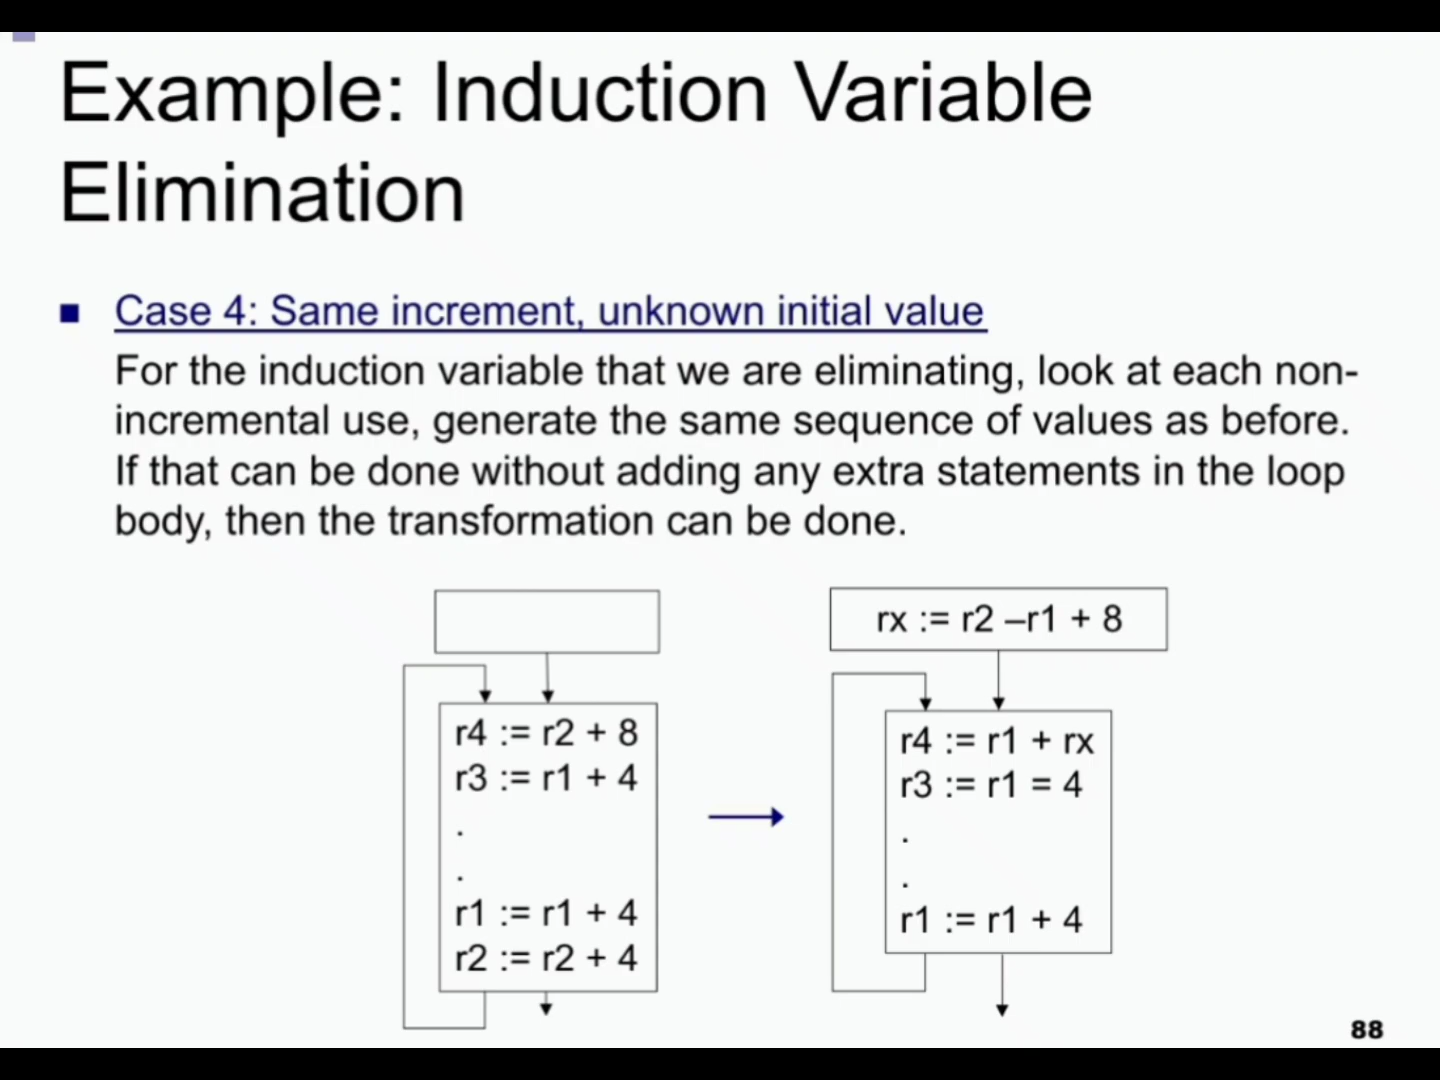 Example: Induction Variable
Elimination
Case 4: Same increment, unknown initial value
For the induction variable that we are eliminating, look at each non-
incremental use, generate the same sequence of values as before.
If that can be done without adding any extra statements in the loop
body, then the transformation can be done.
r4 := r2 + 8
r3 := r1 + 4
.
.
r1 := r1 + 4
r2 := r2 + 4
rx := r2 –r1 + 8
r4 := r1 + rx
r3 := r1 = 4
.
.
r1 := r1 + 4
88